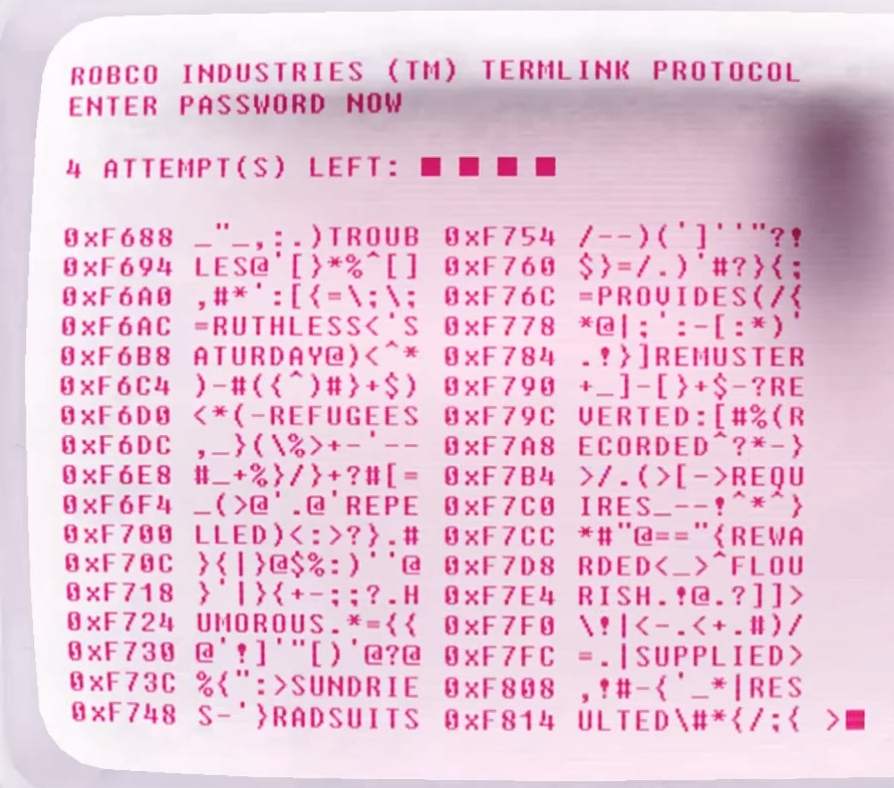 ROBCO INDUSTRIES (TM) TERMLINK PROTOCOL
ENTER PASSWORD NOW
4 ATTEMPT(S) LEFT: ■ ■ ■ ■
0xF688 _"_,:.)TROUB 0xF754 /--)(']''"?!
0xF694 LES@'[}*%^[] 0xF760 $}=/.)'#?}{;
0xF6A0 ,#*':[{=\;\; 0xF76C =PROVIDES(/{
0xF6AC =RUTHLESS<'S 0xF778 *@|;':-[:*)'
0xF6B8 ATURDAY@)<^* 0xF784 .!}]REMUSTER
0xF6C4 )-#({^)#}+$) 0xF790 +_]-[}+$-?RE
0xF6D0 <*(-REFUGEES 0xF79C VERTED:[#%(R
0xF6DC ,_}(\%>+-'-- 0xF7A8 ECORDED^?*-}
0xF6E8 #_+%}/}+?#[= 0xF7B4 >/.(>[->REQU
0xF6F4 _(>@'.@'REPE 0xF7C0 IRES_--!^*^}
0xF700 LLED)<:>?}.# 0xF7CC *#"@=="{REWA
0xF70C }{|}@$%:)''@ 0xF7D8 RDED<_>^FLOU
0xF718 }'|}{+-;;?.H 0xF7E4 RISH.!@.?]]>
0xF724 UMOROUS.*={{ 0xF7F0 \!|<-.<+.#)/
0xF730 @'!]'"[)'@?@ 0xF7FC =.|SUPPLIED>
0xF73C %{":>SUNDRIE 0xF808 ,!#-{'_*|RES
0xF748 S-'}RADSUITS 0xF814 ULTED\#*{/;{ >■